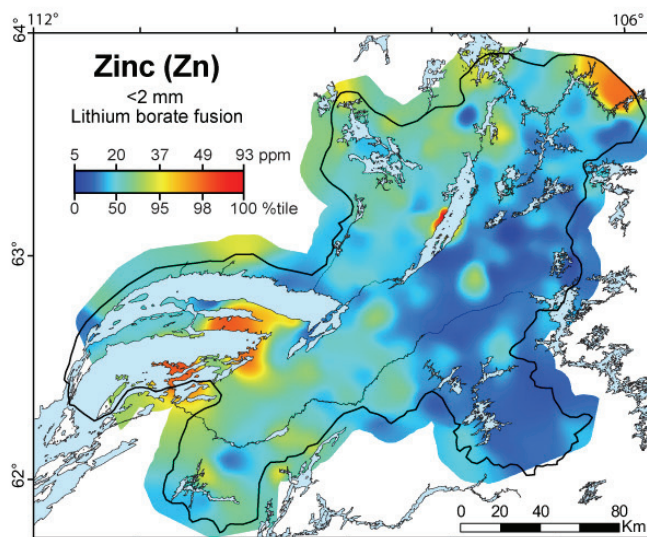 64°
112°
106°
Zinc (Zn)
<2 mm
Lithium borate fusion
5 20 37 49 93 ppm
0 50 95 98 100 %tile
63°
62°
0 20 40 60 80
Km